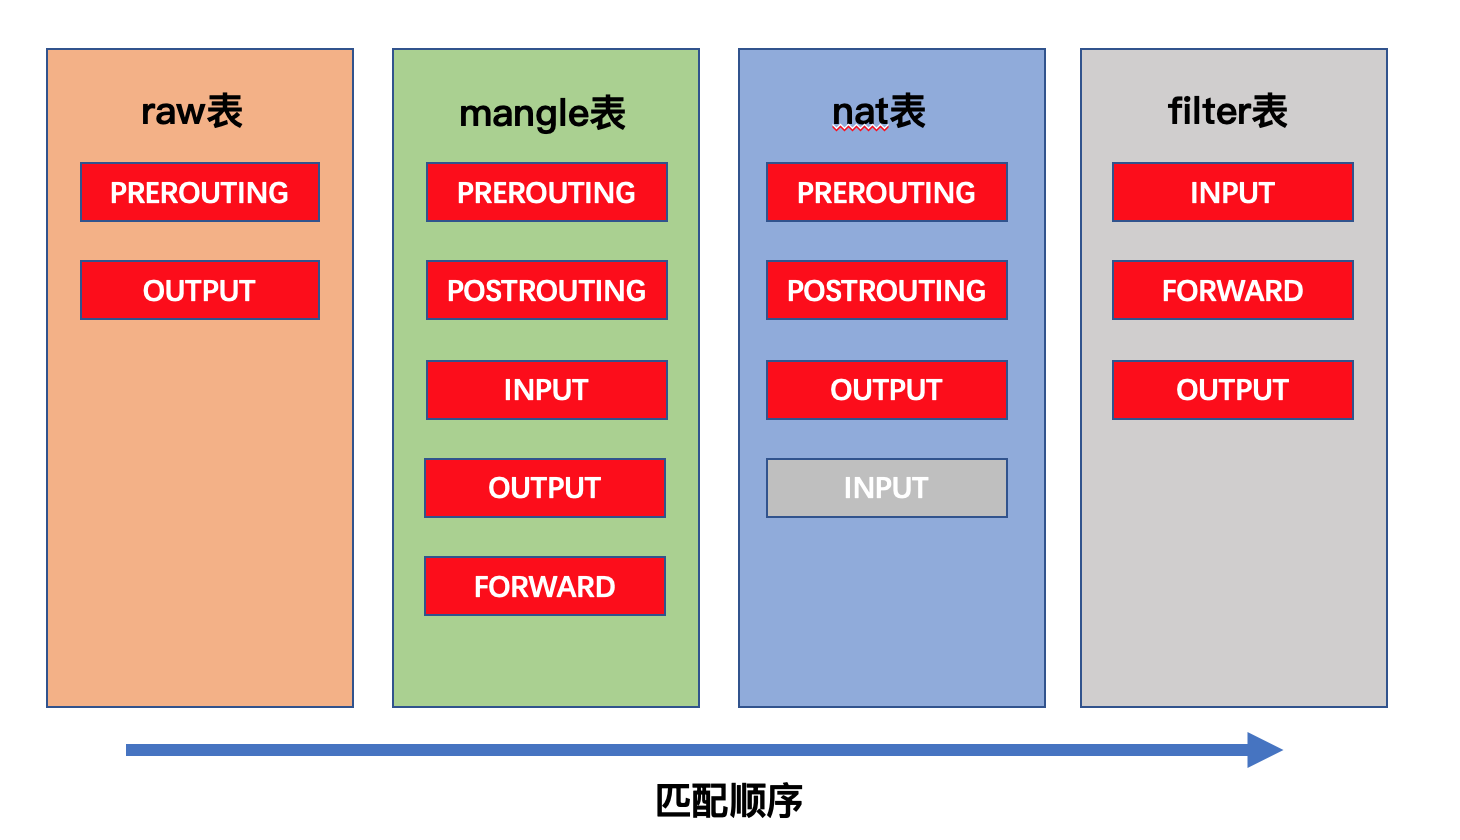 raw表
PREROUTING
OUTPUT
mangle表
PREROUTING
POSTROUTING
INPUT
OUTPUT
FORWARD
nat表
PREROUTING
POSTROUTING
OUTPUT
INPUT
filter表
INPUT
FORWARD
OUTPUT
匹配顺序